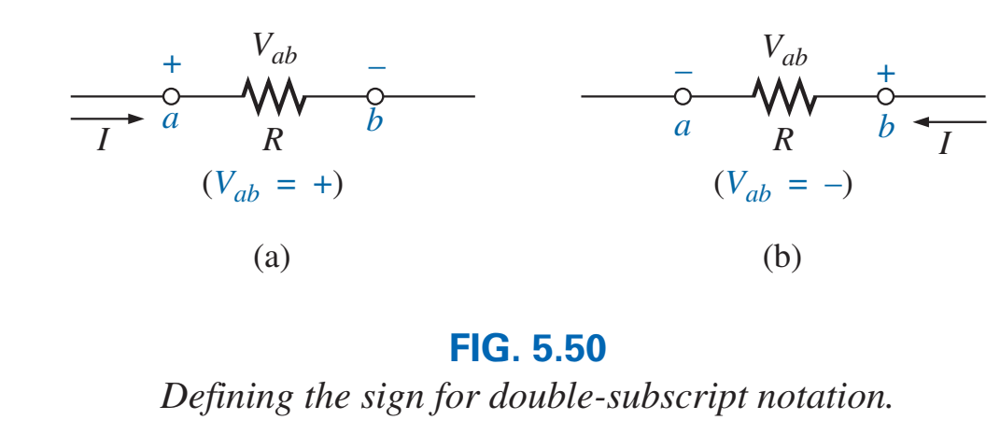 V_ab V_ab
+ – – +
a b a b
I R R I
(V_ab = +) (V_ab = –)
(a) (b)
FIG. 5.50
Defining the sign for double-subscript notation.